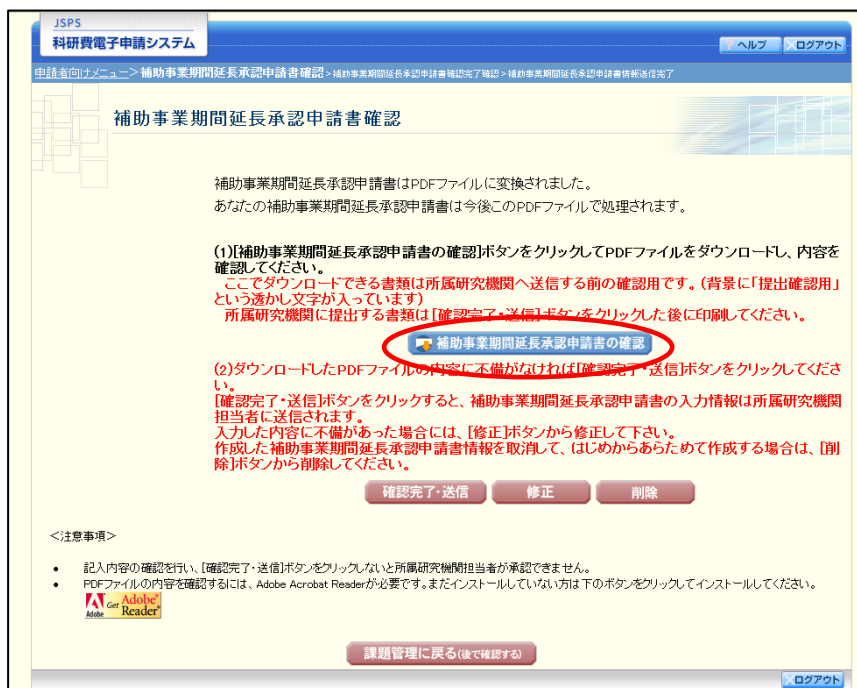 JSPS
科研費電子申請システム
ヘルプ
ログアウト
申請者向けメニュー>補助事業期間延長承認申請書確認>補助事業期間延長承認申請書確認完了確認>補助事業期間延長承認申請書情報送信完了
補助事業期間延長承認申請書確認
補助事業期間延長承認申請書はPDFファイルに変換されました。
あなたの補助事業期間延長承認申請書は今後このPDFファイルで処理されます。
(1)[補助事業期間延長承認申請書の確認]ボタンをクリックしてPDFファイルをダウンロードし、内容を
確認してください。
ここでダウンロードできる書類は所属研究機関へ送信する前の確認用です。(背景に「提出確認用」
という透かし文字が入っています)
所属研究機関に提出する書類は[確認完了・送信]ボタンをクリックした後に印刷してください。
補助事業期間延長承認申請書の確認
(2)ダウンロードしたPDFファイルの内容に不備がなければ[確認完了・送信]ボタンをクリックしてくださ
い。
[確認完了・送信]ボタンをクリックすると、補助事業期間延長承認申請書の入力情報は所属研究機関
担当者に送信されます。
入力した内容に不備があった場合には、[修正]ボタンから修正して下さい。
作成した補助事業期間延長承認申請書情報を取消して、はじめからあらためて作成する場合は、[削
除]ボタンから削除してください。
確認完了・送信
修正
削除
<注意事項>
• 記入内容の確認を行い、[確認完了・送信]ボタンをクリックしないと所属研究機関担当者が承認できません。
• PDFファイルの内容を確認するには、Adobe Acrobat Readerが必要です。まだインストールしていない方は下のボタンをクリックしてインストールしてください。
Adobe Get Adobe® Reader®
課題管理に戻る(後で確認する)
ログアウト